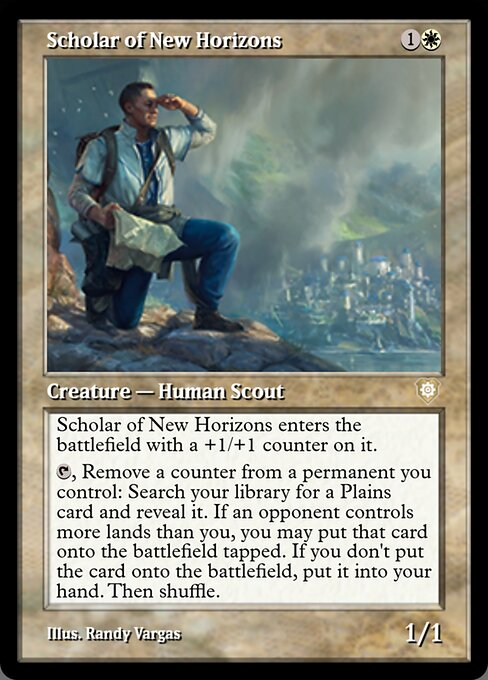 Scholar of New Horizons 1
Creature — Human Scout
Scholar of New Horizons enters the
battlefield with a +1/+1 counter on it.
, Remove a counter from a permanent you
control: Search your library for a Plains
card and reveal it. If an opponent controls
more lands than you, you may put that card
onto the battlefield tapped. If you don't put
the card onto the battlefield, put it into your
hand. Then shuffle.
Illus. Randy Vargas 1/1